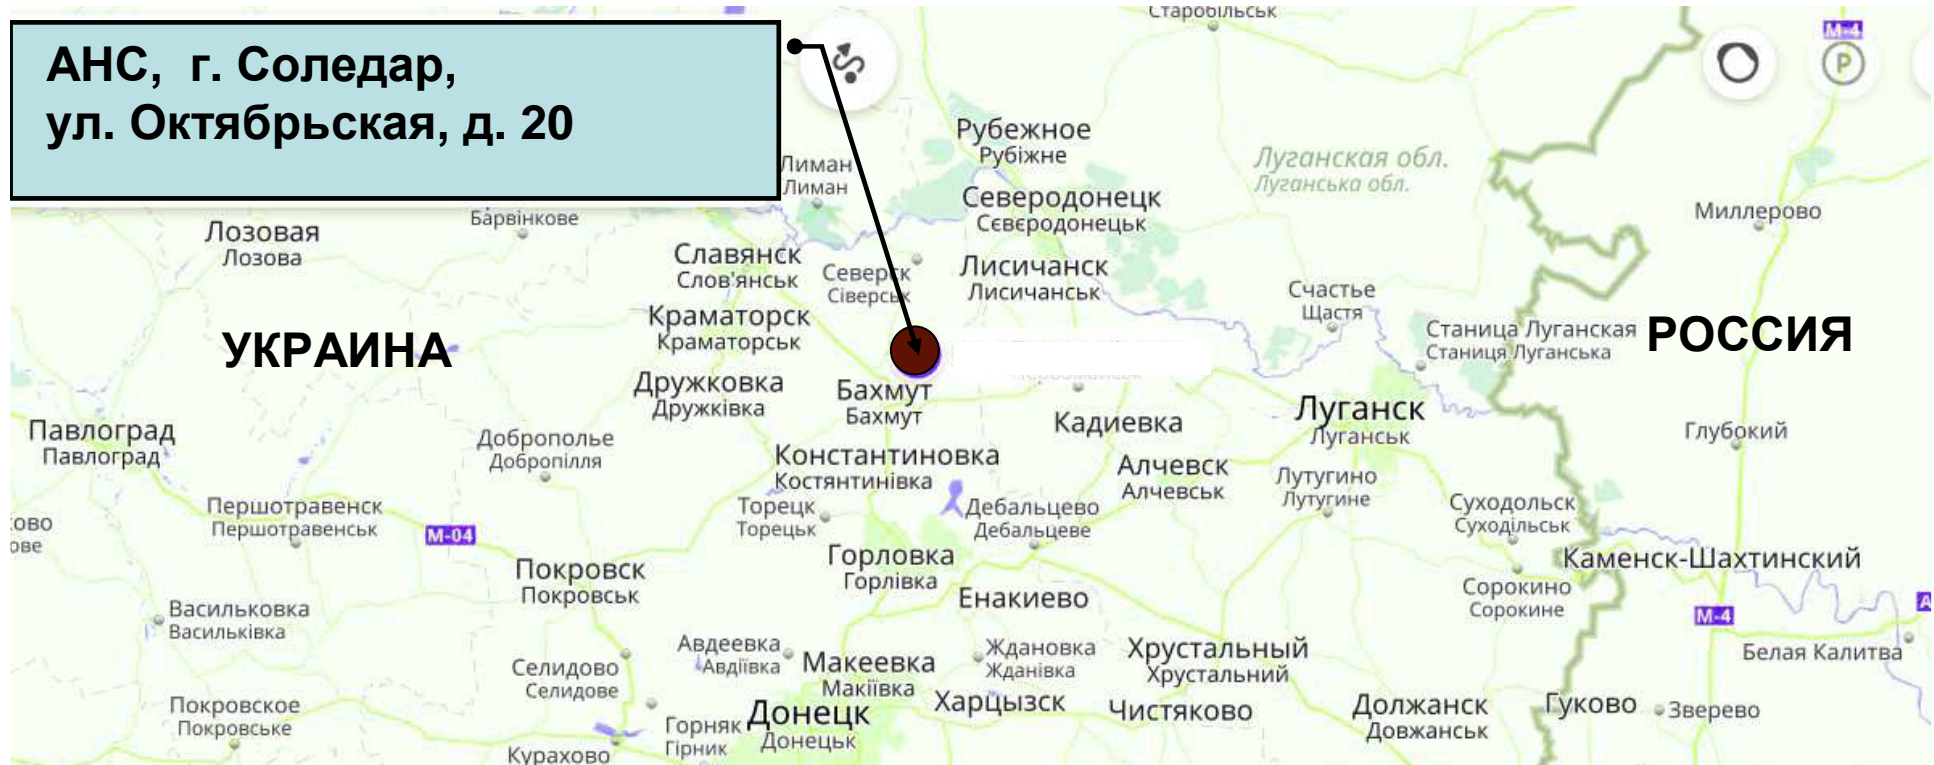 АНС, г. Соледар,
ул. Октябрьская, д. 20
Старобільськ
М-4
P
Рубежное
Рубіжне
Лиман
Лиман
Луганская обл.
Луганська обл.
Северодонецк
Сєвєродонецьк
Миллерово
Барвінкове
Лозовая
Лозова
Славянск
Слов'янськ
Северск
Сіверськ
Лисичанск
Лисичанськ
Счастье
Щастя
Краматорск
Краматорськ
Станица Луганская
Станиця Луганська
УКРАИНА
РОССИЯ
Дружковка
Дружківка
Бахмут
Бахмут
Кадиевка
Луганск
Луганськ
Павлоград
Павлоград
Доброполье
Добропілля
Глубокий
Константиновка
Костянтинівка
Алчевск
Алчевськ
Лутугино
Лутугине
Першотравенск
Першотравенськ
М-04
Торецк
Торецьк
Дебальцево
Дебальцеве
Суходольск
Суходільськ
Горловка
Горлівка
Каменск-Шахтинский
Покровск
Покровськ
Енакиево
Сорокино
Сорокине
М-4
Васильковка
Васильківка
Авдеевка
Авдіївка
Ждановка
Жданівка
Хрустальный
Хрустальний
Белая Калитва
Селидово
Селидове
Макеевка
Макіївка
Харцызск
Чистяково
Должанск
Довжанськ
Гуково
Зверево
Покровское
Покровське
Горняк
Гірник
Донецк
Донецьк
Курахово